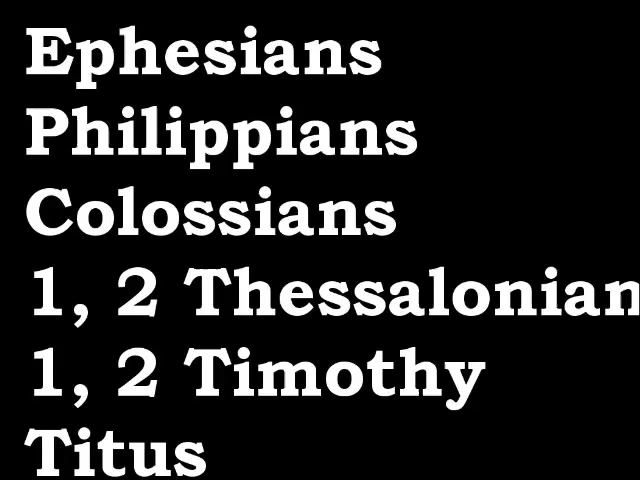 Ephesians
Philippians
Colossians
1, 2 Thessalonian
1, 2 Timothy
Titus